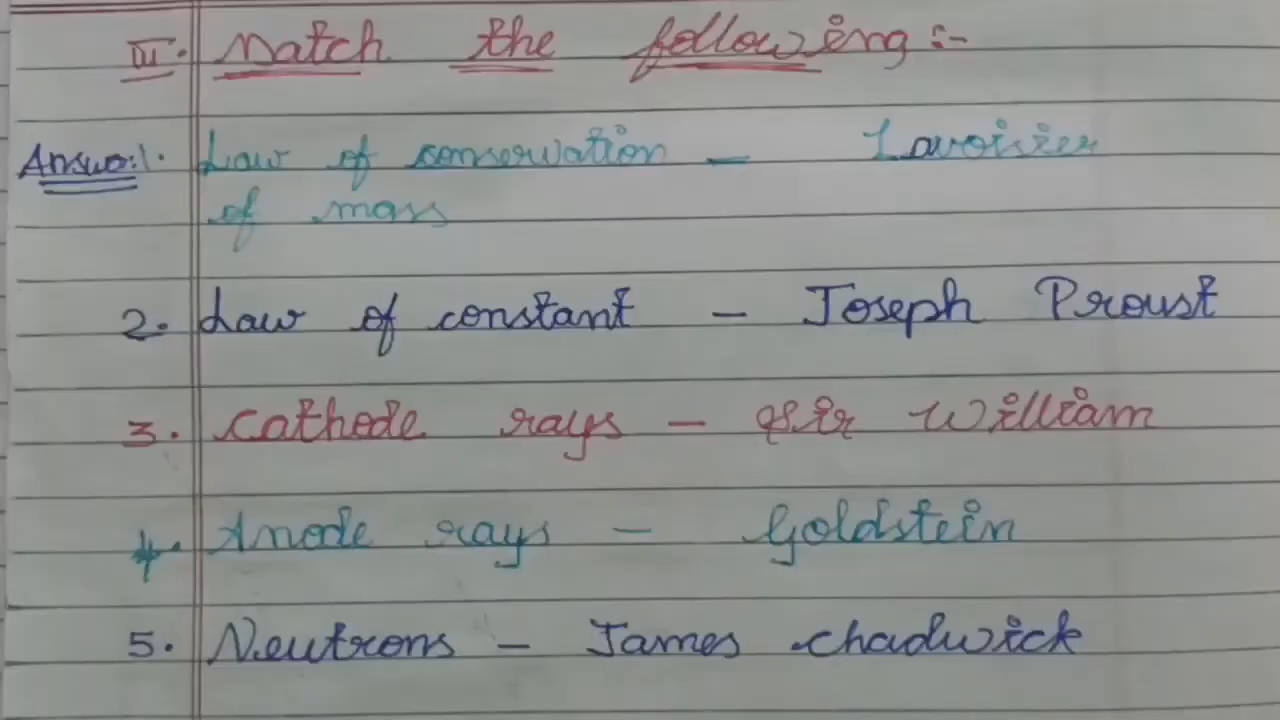 III. Match the following :-
Answer: 1. Law of conservation - Lavoisier
of mass
2. Law of constant - Joseph Proust
3. Cathode rays - Sir William
4. Anode rays - Goldstein
5. Neutrons - James chadwick